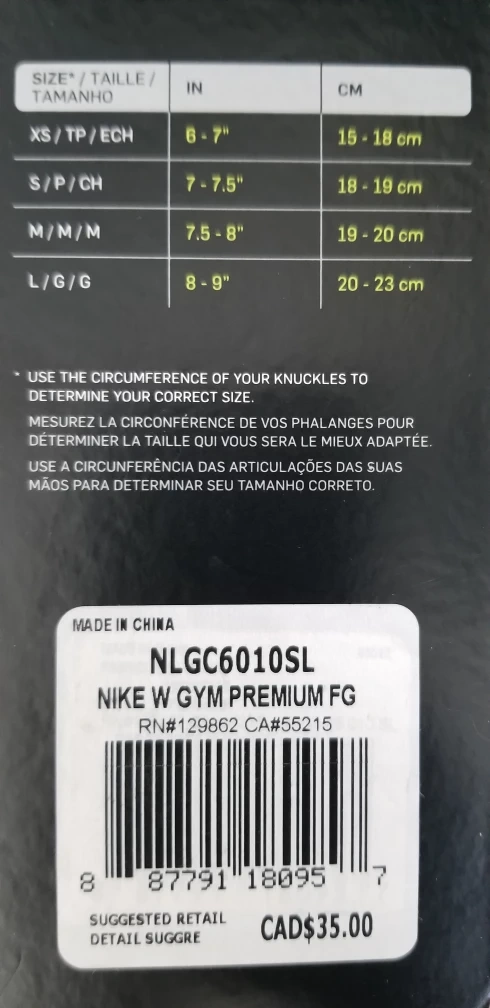 SIZE* / TAILLE / TAMANHO IN CM
XS / TP / ECH 6 - 7" 15 - 18 cm
S / P / CH 7 - 7.5" 18 - 19 cm
M / M / M 7.5 - 8" 19 - 20 cm
L / G / G 8 - 9" 20 - 23 cm
* USE THE CIRCUMFERENCE OF YOUR KNUCKLES TO
DETERMINE YOUR CORRECT SIZE.
MESUREZ LA CIRCONFÉRENCE DE VOS PHALANGES POUR
DÉTERMINER LA TAILLE QUI VOUS SERA LE MIEUX ADAPTÉE.
USE A CIRCUNFERÊNCIA DAS ARTICULAÇÕES DAS SUAS
MÃOS PARA DETERMINAR SEU TAMANHO CORRETO.
MADE IN CHINA
NLGC6010SL
NIKE W GYM PREMIUM FG
RN#129862 CA#55215
8 87791 18095 7
SUGGESTED RETAIL
DETAIL SUGGRE CAD$35.00